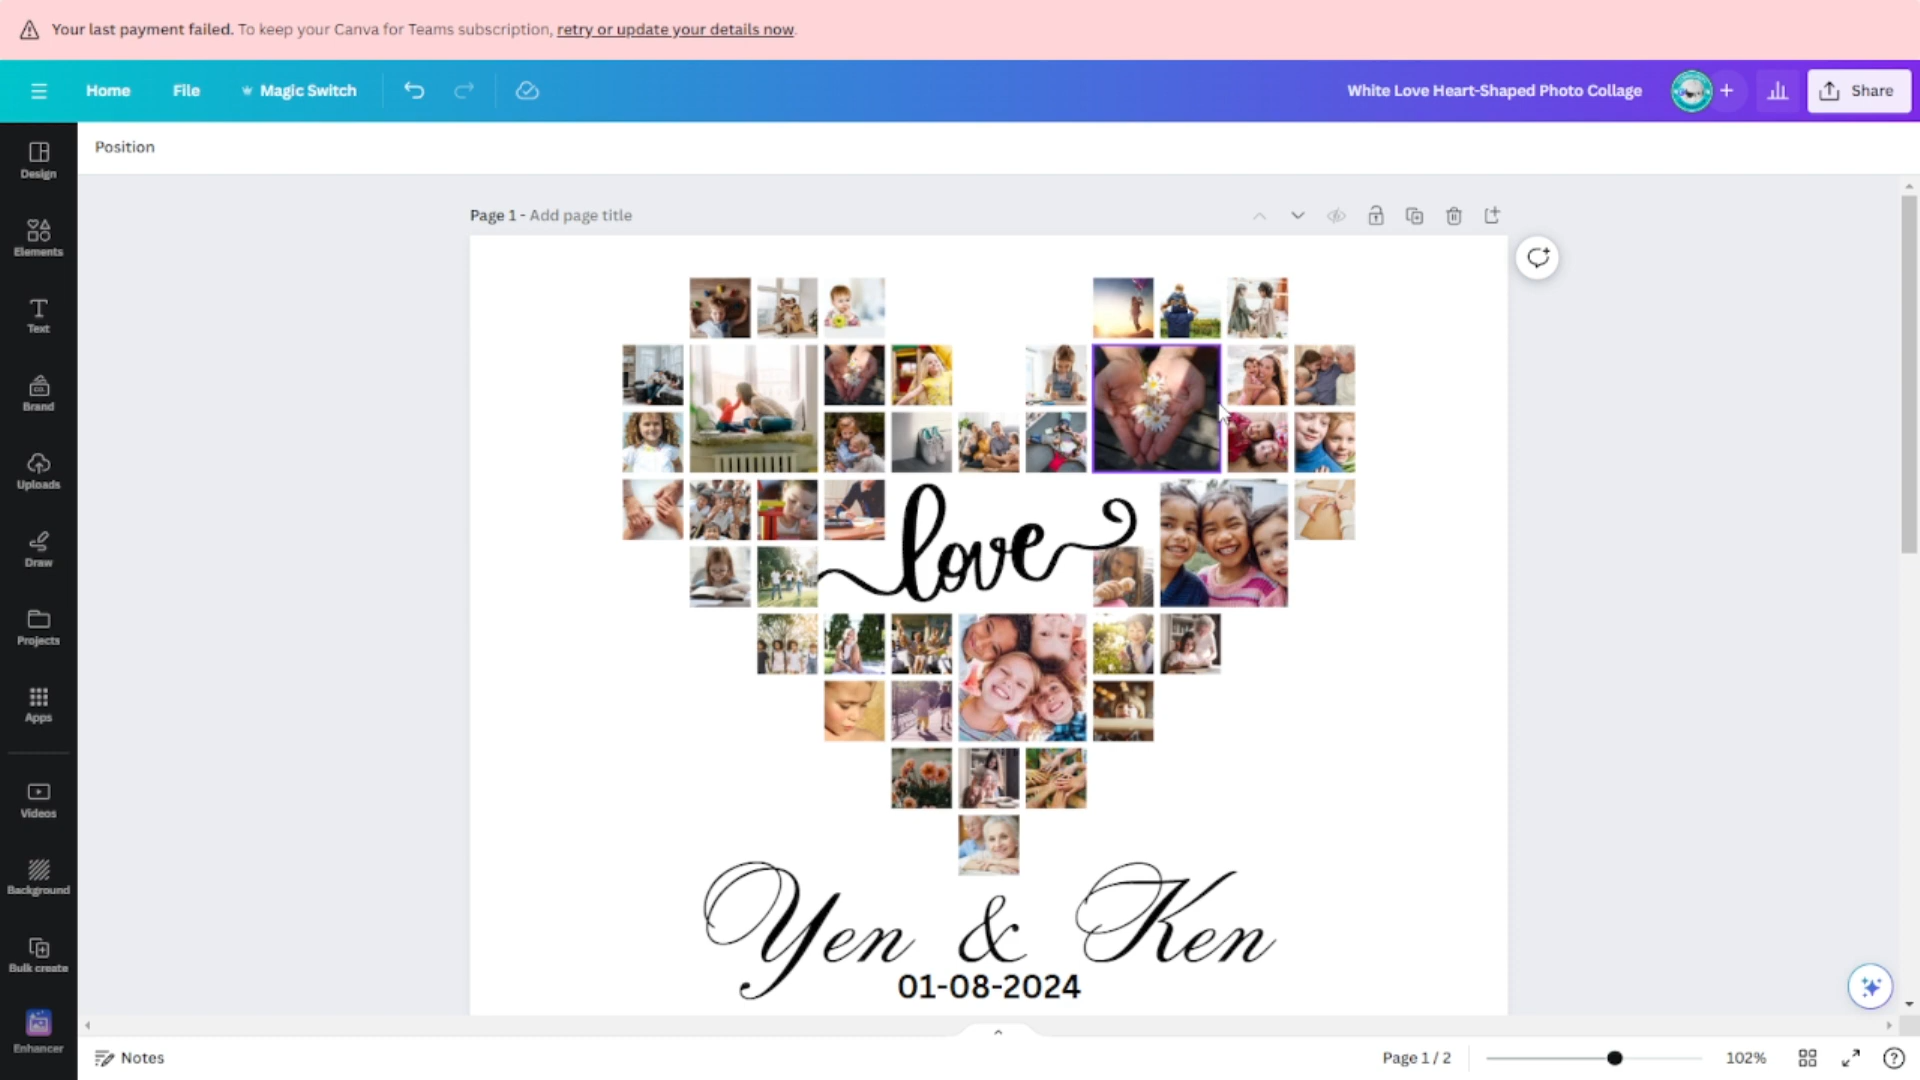 Your last payment failed. To keep your Canva for Teams subscription, retry or update your details now.
Home
File
Magic Switch
White Love Heart-Shaped Photo Collage
Share
Design
Elements
Text
Brand
Uploads
Draw
Projects
Apps
Videos
Background
Bulk create
Enhancer
Position
Page 1 - Add page title
love
Yen & Ken
01-08-2024
Notes
Page 1 / 2
102%